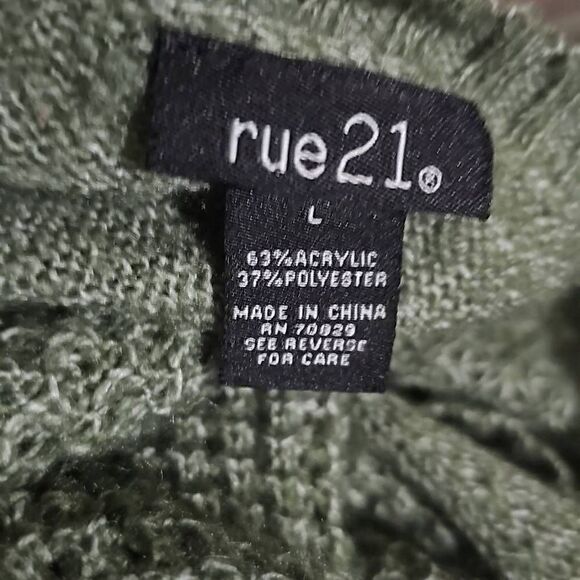 rue21®
L
63% ACRYLIC
37% POLYESTER
MADE IN CHINA
RN 70829
SEE REVERSE
FOR CARE